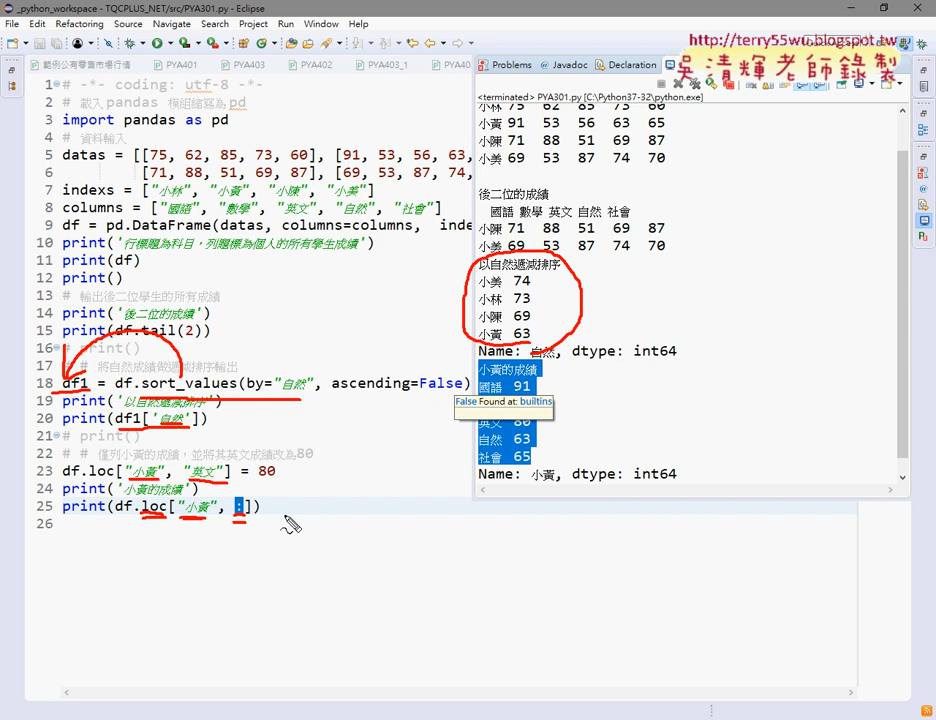 _python_workspace - TQCPLUS_NET/src/PYA301.py - Eclipse
File Edit Refactoring Source Navigate Search Project Run Window Help
http://terry55wu.blogspot.tw
吳清輝老師錄製
範例公有零售市場行情 PYA401 PYA403 PYA402 PYA403_1 PYA40
Problems Javadoc Declaration
<terminated> PYA301.py [C:\Python37-32\python.exe]
1 # -*- coding: utf-8 -*-
2 # 載入pandas 模組縮寫為pd
3 import pandas as pd
4 # 資料輸入
5 datas = [[75, 62, 85, 73, 60], [91, 53, 56, 63,
6 [71, 88, 51, 69, 87], [69, 53, 87, 74,
7 indexs = ["小林", "小黃", "小陳", "小美"]
8 columns = ["國語", "數學", "英文", "自然", "社會"]
9 df = pd.DataFrame(datas, columns=columns, inde
10 print('行標題為科目，列題標為個人的所有學生成績')
11 print(df)
12 print()
13 # 輸出後二位學生的所有成績
14 print('後二位的成績')
15 print(df.tail(2))
16 # print()
17 # # 將自然成績做遞減排序輸出
18 df1 = df.sort_values(by="自然", ascending=False)
19 print('以自然遞減排序')
20 print(df1['自然'])
21 # print()
22 # # 僅列小黃的成績，並將其英文成績改為80
23 df.loc["小黃", "英文"] = 80
24 print('小黃的成績')
25 print(df.loc["小黃", :])
26
小林 75 62 85 73 60
小黃 91 53 56 63 65
小陳 71 88 51 69 87
小美 69 53 87 74 70
後二位的成績
國語 數學 英文 自然 社會
小陳 71 88 51 69 87
小美 69 53 87 74 70
以自然遞減排序
小美 74
小林 73
小陳 69
小黃 63
Name: 自然, dtype: int64
小黃的成績
國語 91
False Found at: builtins
英文 80
自然 63
社會 65
Name: 小黃, dtype: int64